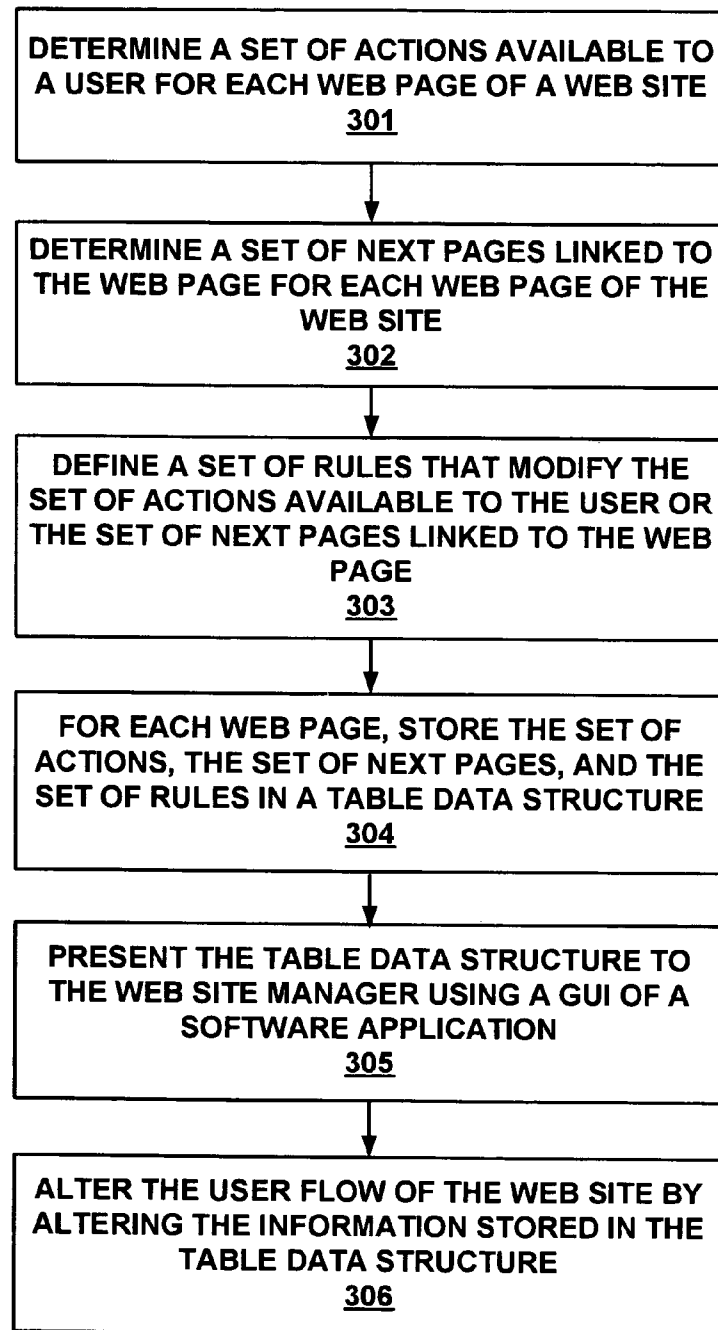 DETERMINE A SET OF ACTIONS AVAILABLE TO
A USER FOR EACH WEB PAGE OF A WEB SITE
301
DETERMINE A SET OF NEXT PAGES LINKED TO
THE WEB PAGE FOR EACH WEB PAGE OF THE
WEB SITE
302
DEFINE A SET OF RULES THAT MODIFY THE
SET OF ACTIONS AVAILABLE TO THE USER OR
THE SET OF NEXT PAGES LINKED TO THE WEB
PAGE
303
FOR EACH WEB PAGE, STORE THE SET OF
ACTIONS, THE SET OF NEXT PAGES, AND THE
SET OF RULES IN A TABLE DATA STRUCTURE
304
PRESENT THE TABLE DATA STRUCTURE TO
THE WEB SITE MANAGER USING A GUI OF A
SOFTWARE APPLICATION
305
ALTER THE USER FLOW OF THE WEB SITE BY
ALTERING THE INFORMATION STORED IN THE
TABLE DATA STRUCTURE
306